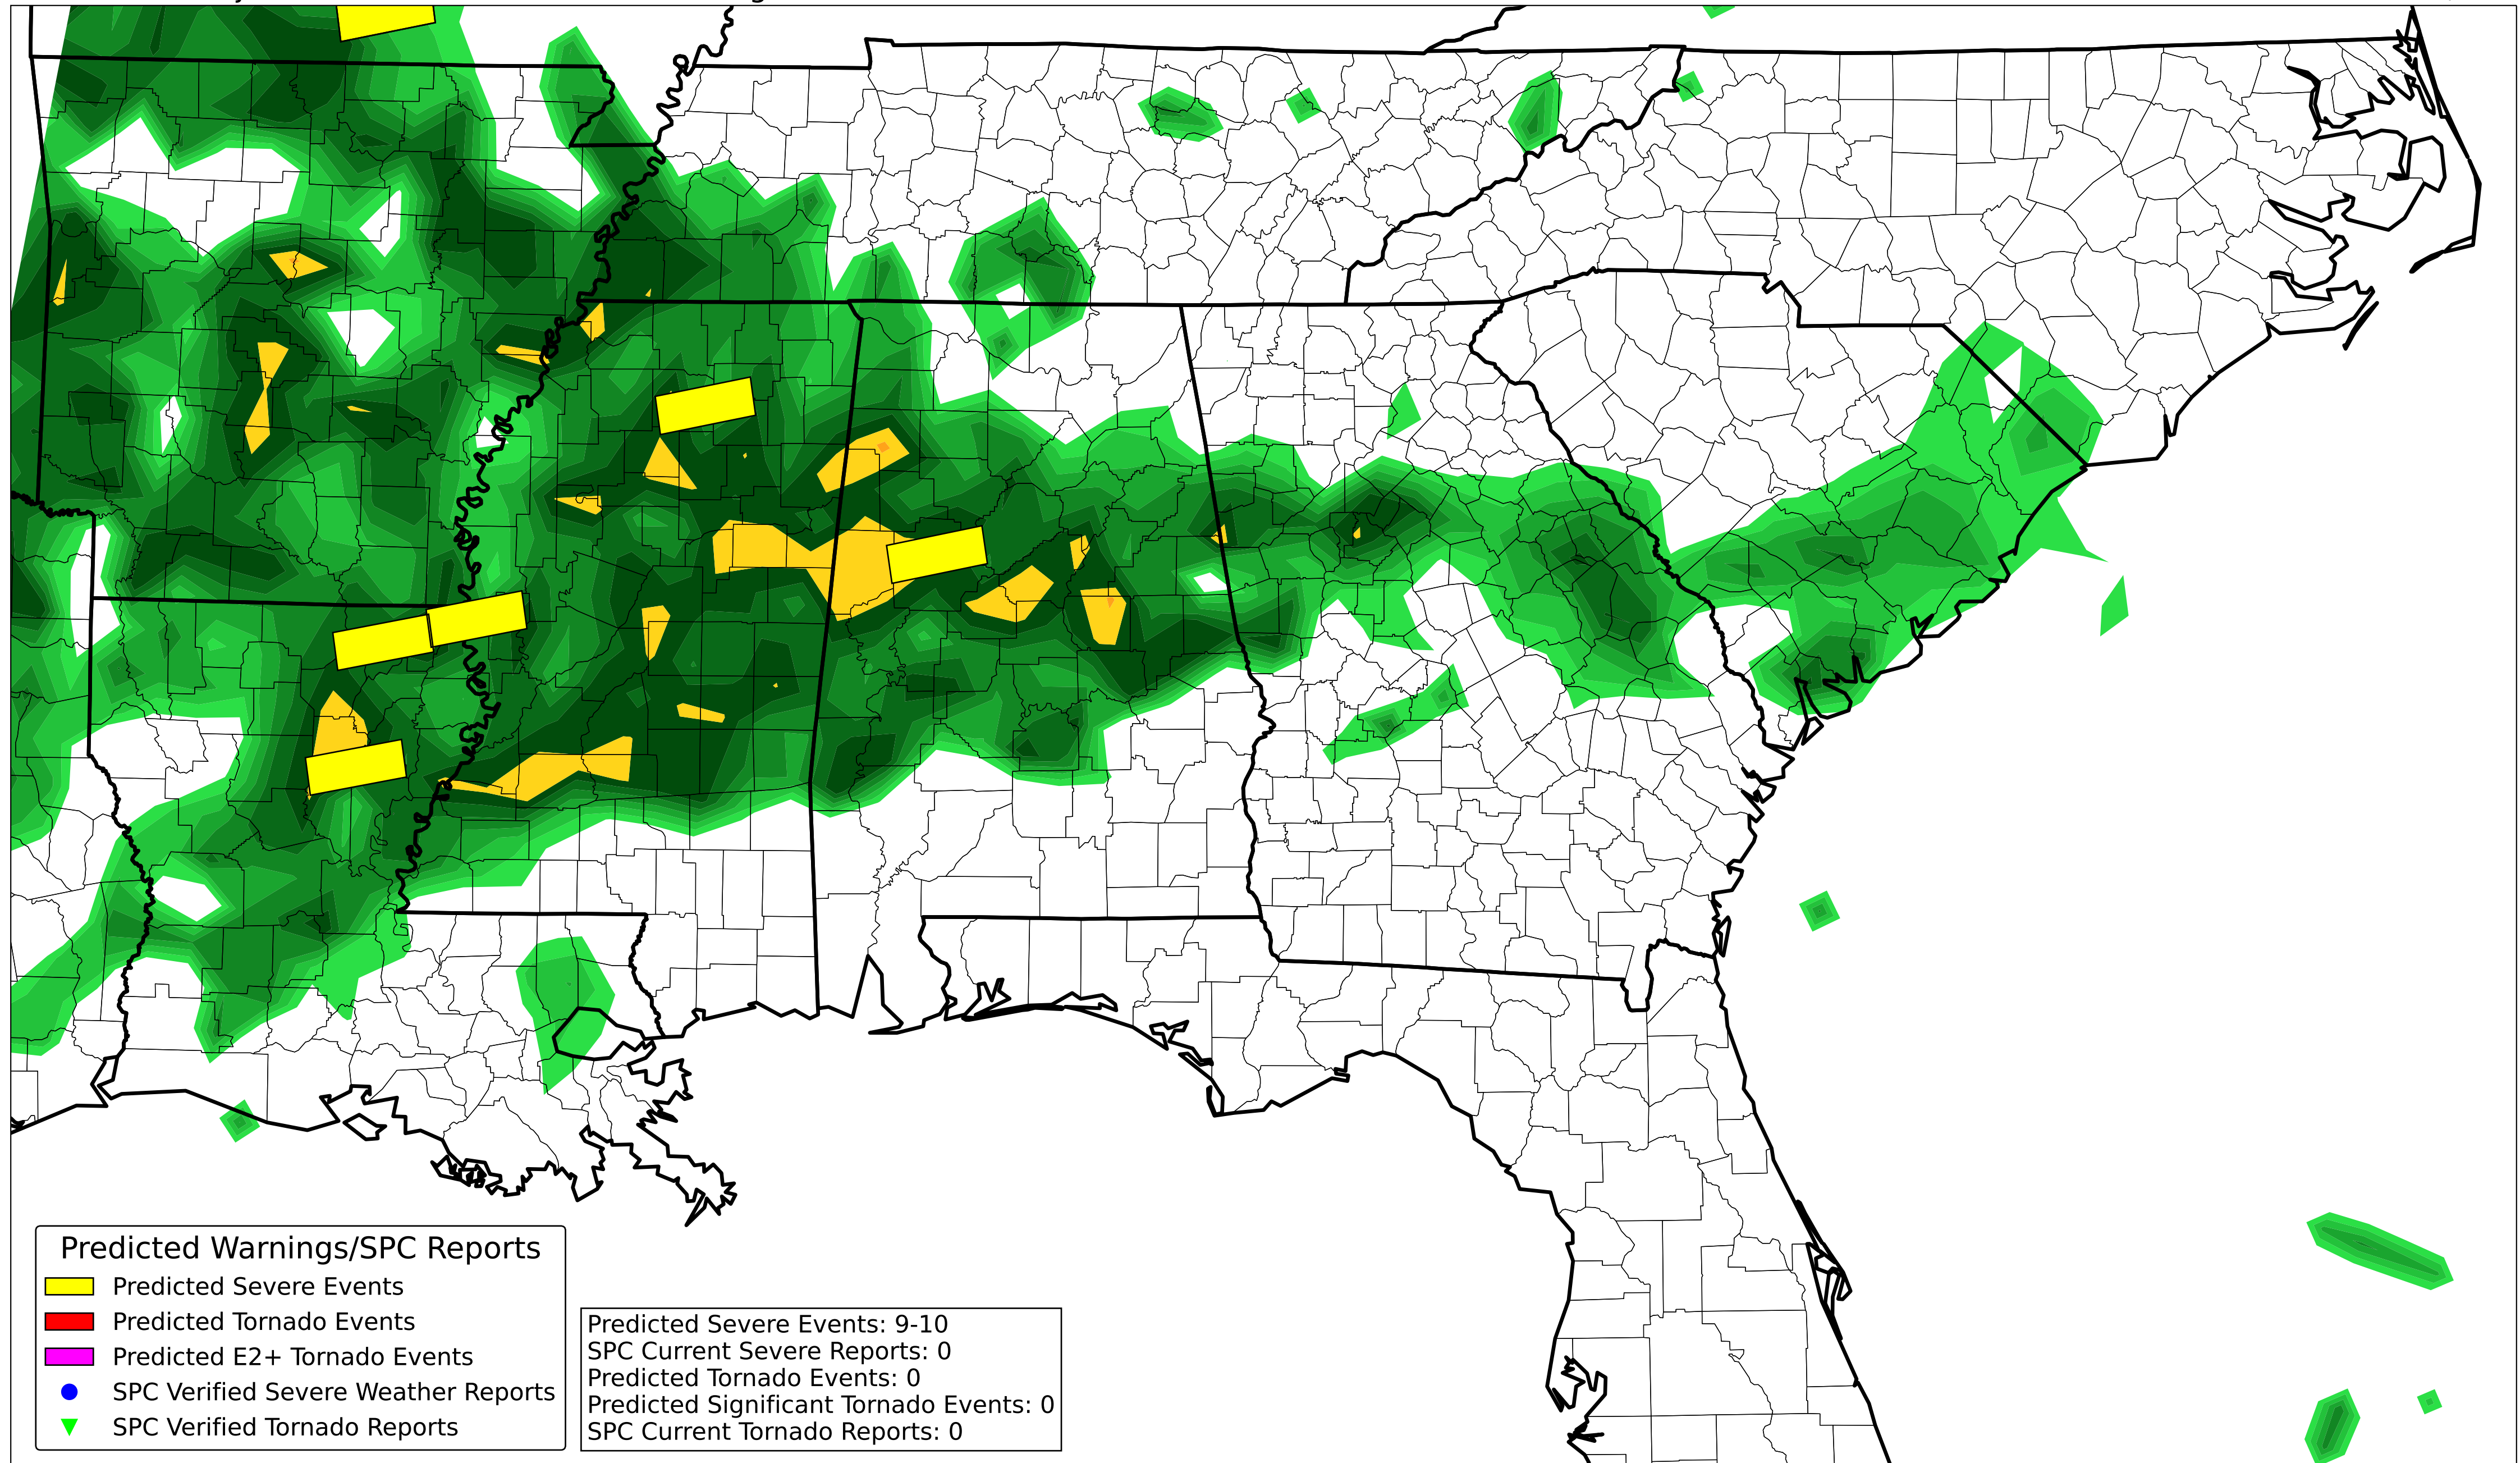 Predicted Warnings/SPC Reports
Predicted Severe Events
Predicted Tornado Events
Predicted E2+ Tornado Events
SPC Verified Severe Weather Reports
SPC Verified Tornado Reports
Predicted Severe Events: 9-10
SPC Current Severe Reports: 0
Predicted Tornado Events: 0
Predicted Significant Tornado Events: 0
SPC Current Tornado Reports: 0